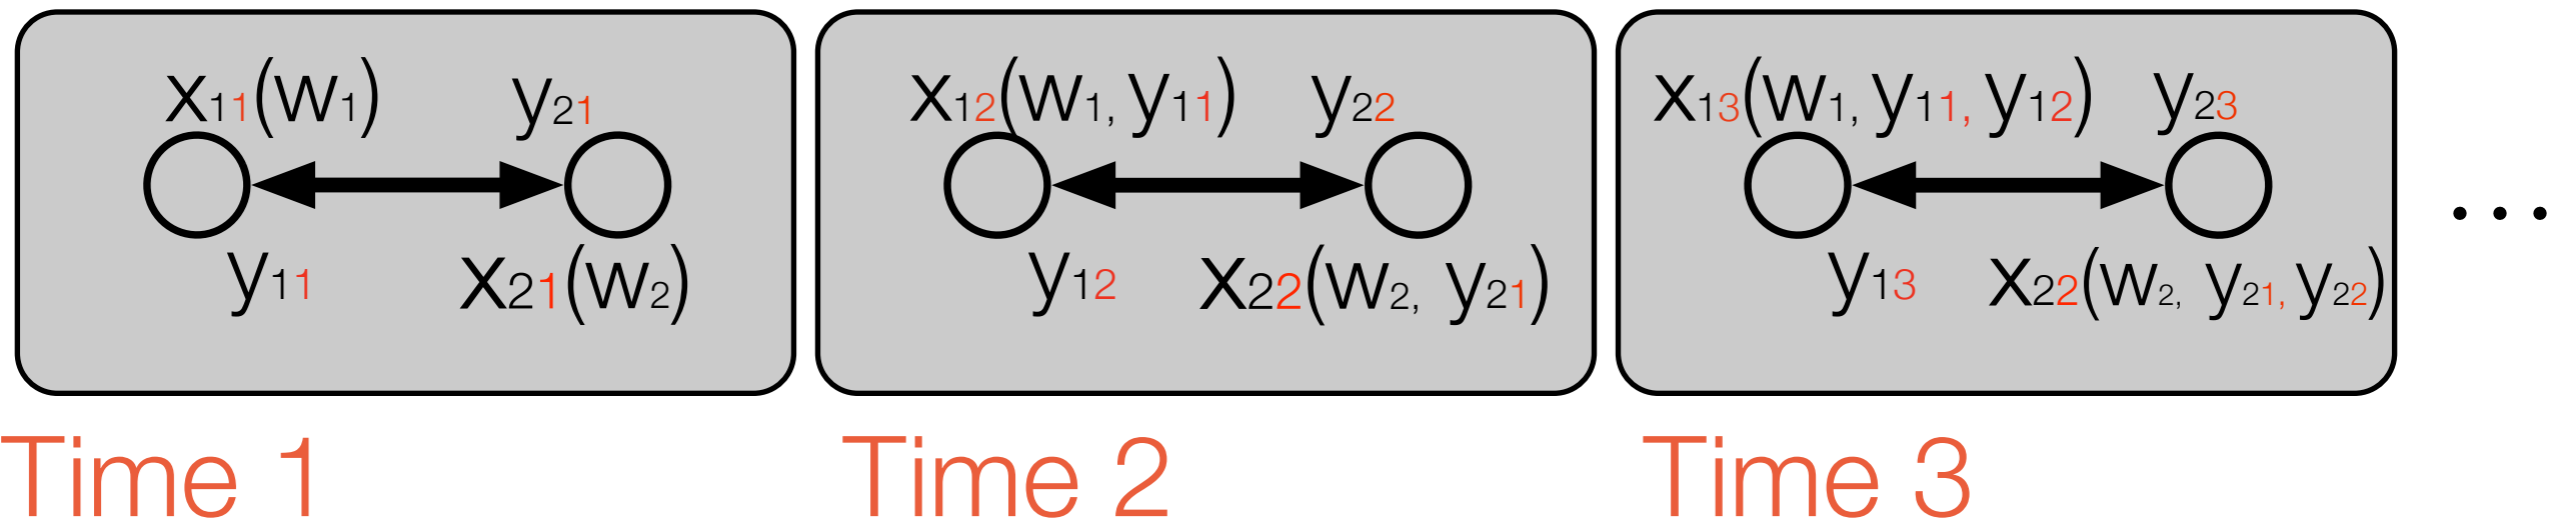 x11(w1) y21
y11 x21(w2)
x12(w1, y11) y22
y12 x22(w2, y21)
x13(w1, y11, y12) y23
y13 x22(w2, y21, y22)
...
Time 1 Time 2 Time 3